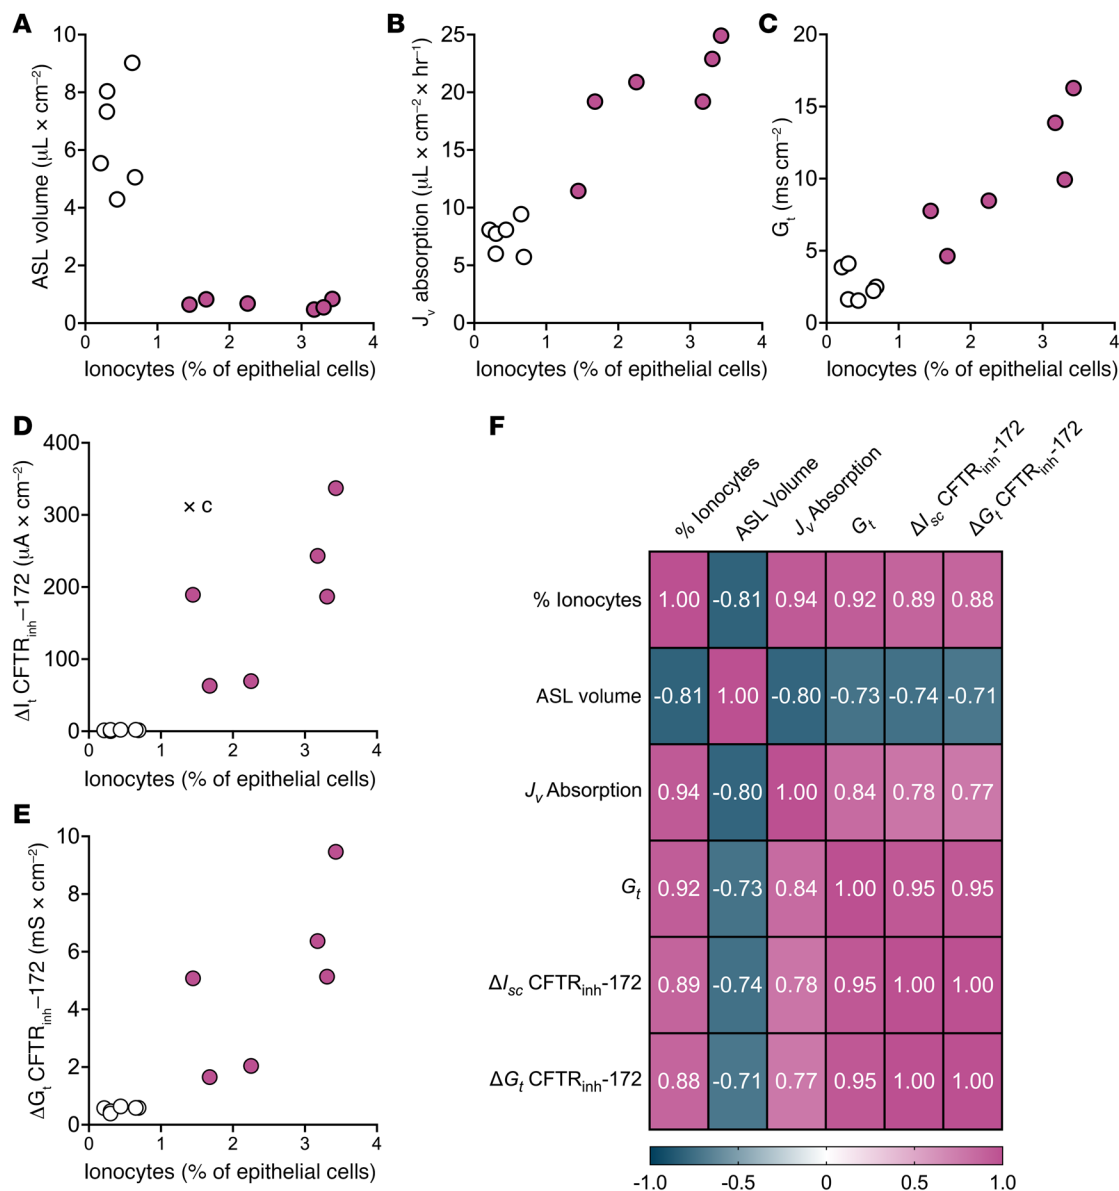 A
10
8
6
4
2
0
0 1 2 3 4
ASL volume (μL × cm⁻²)
Ionocytes (% of epithelial cells)
B
25
20
15
10
5
0
0 1 2 3 4
Jᵥ absorption (μL × cm⁻² × hr⁻¹)
Ionocytes (% of epithelial cells)
C
20
15
10
5
0
0 1 2 3 4
Gₜ (ms cm⁻²)
Ionocytes (% of epithelial cells)
D
400
300
200
100
0
0 1 2 3 4
× c
ΔIₜ CFTRᵢₙₕ–172 (μA × cm⁻²)
Ionocytes (% of epithelial cells)
E
10
8
6
4
2
0
0 1 2 3 4
ΔGₜ CFTRᵢₙₕ–172 (mS × cm⁻²)
Ionocytes (% of epithelial cells)
F
% Ionocytes
ASL Volume
Jᵥ Absorption
Gₜ
ΔIₛ꜀ CFTRᵢₙₕ-172
ΔGₜ CFTRᵢₙₕ-172
% Ionocytes 1.00 -0.81 0.94 0.92 0.89 0.88
ASL volume -0.81 1.00 -0.80 -0.73 -0.74 -0.71
Jᵥ Absorption 0.94 -0.80 1.00 0.84 0.78 0.77
Gₜ 0.92 -0.73 0.84 1.00 0.95 0.95
ΔIₛ꜀ CFTRᵢₙₕ-172 0.89 -0.74 0.78 0.95 1.00 1.00
ΔGₜ CFTRᵢₙₕ-172 0.88 -0.71 0.77 0.95 1.00 1.00
-1.0 -0.5 0 0.5 1.0